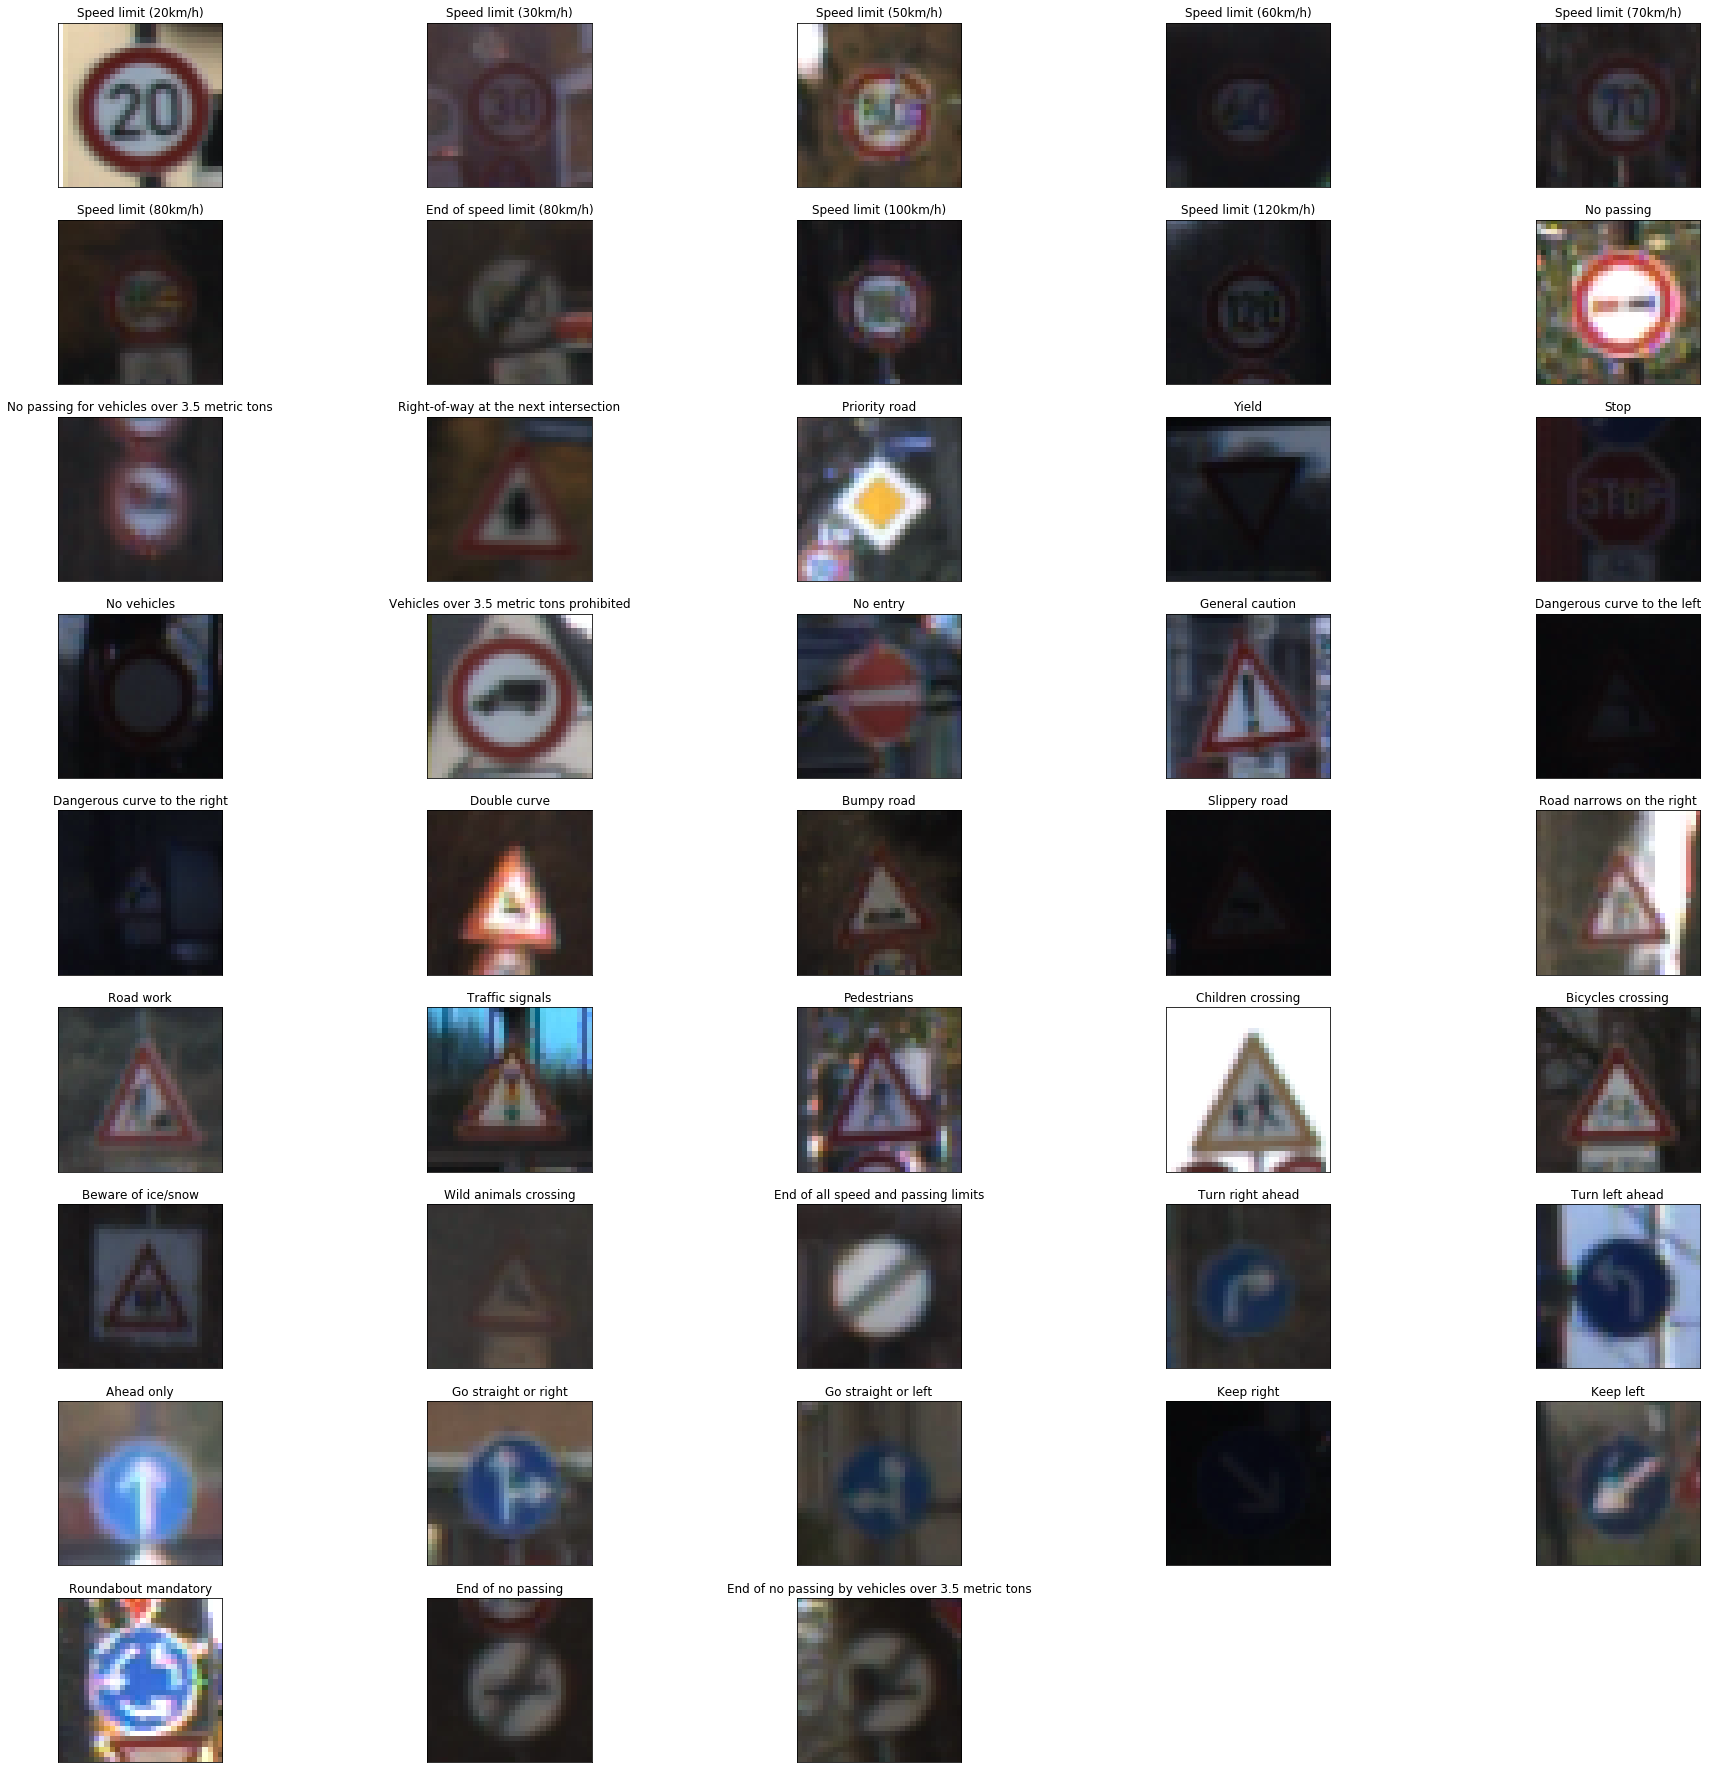 Speed limit (20km/h)
Speed limit (30km/h)
Speed limit (50km/h)
Speed limit (60km/h)
Speed limit (70km/h)
20
30
70
Speed limit (80km/h)
End of speed limit (80km/h)
Speed limit (100km/h)
Speed limit (120km/h)
No passing
120
No passing for vehicles over 3.5 metric tons
Right-of-way at the next intersection
Priority road
Yield
Stop
STOP
No vehicles
Vehicles over 3.5 metric tons prohibited
No entry
General caution
Dangerous curve to the left
Dangerous curve to the right
Double curve
Bumpy road
Slippery road
Road narrows on the right
Road work
Traffic signals
Pedestrians
Children crossing
Bicycles crossing
Beware of ice/snow
Wild animals crossing
End of all speed and passing limits
Turn right ahead
Turn left ahead
Ahead only
Go straight or right
Go straight or left
Keep right
Keep left
Roundabout mandatory
End of no passing
End of no passing by vehicles over 3.5 metric tons